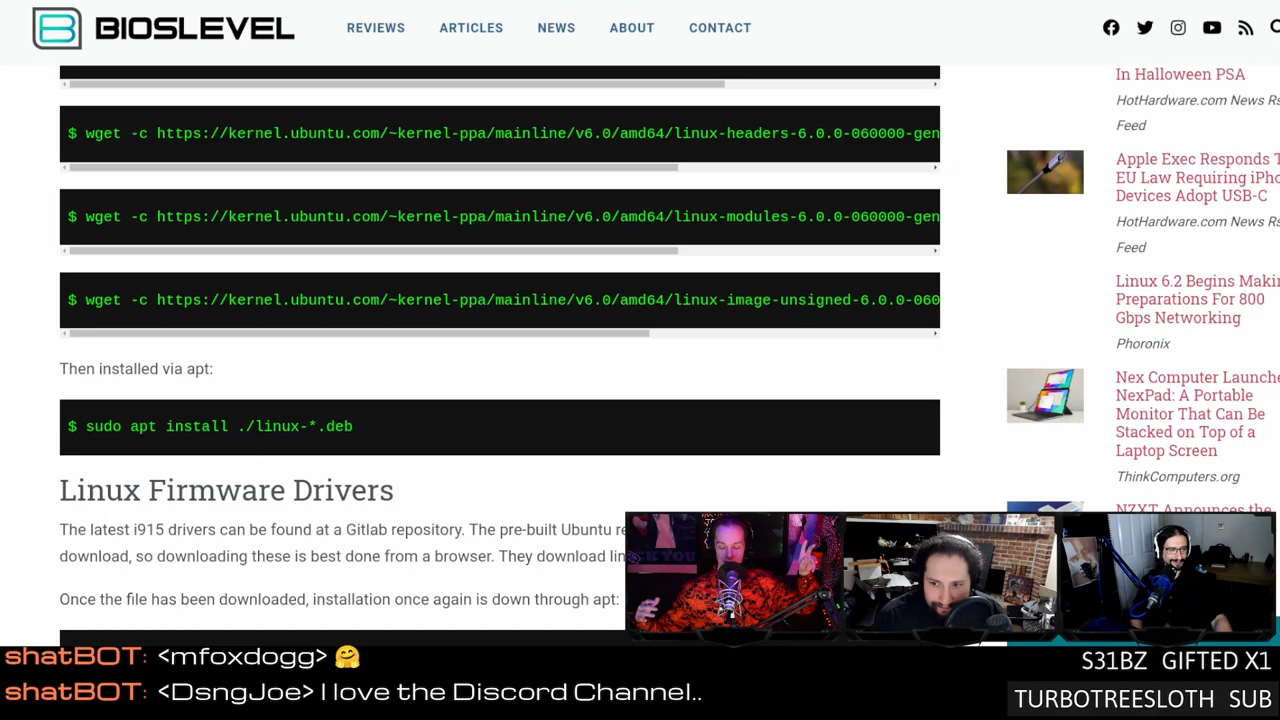 BIOSLEVEL
REVIEWS ARTICLES NEWS ABOUT CONTACT
$ wget -c https://kernel.ubuntu.com/~kernel-ppa/mainline/v6.0/amd64/linux-headers-6.0.0-060000-gen
$ wget -c https://kernel.ubuntu.com/~kernel-ppa/mainline/v6.0/amd64/linux-modules-6.0.0-060000-gen
$ wget -c https://kernel.ubuntu.com/~kernel-ppa/mainline/v6.0/amd64/linux-image-unsigned-6.0.0-060
Then installed via apt:
$ sudo apt install ./linux-*.deb
Linux Firmware Drivers
The latest i915 drivers can be found at a Gitlab repository. The pre-built Ubuntu re
download, so downloading these is best done from a browser. They download lin
Once the file has been downloaded, installation once again is down through apt:
In Halloween PSA
HotHardware.com News Rs
Feed
Apple Exec Responds T
EU Law Requiring iPho
Devices Adopt USB-C
HotHardware.com News Rs
Feed
Linux 6.2 Begins Makin
Preparations For 800
Gbps Networking
Phoronix
Nex Computer Launche
NexPad: A Portable
Monitor That Can Be
Stacked on Top of a
Laptop Screen
ThinkComputers.org
NZXT Announces the
shatBOT: <mfoxdogg> 🤗
shatBOT: <DsngJoe> I love the Discord Channel..
S31BZ GIFTED X1
TURBOTREESLOTH SUB